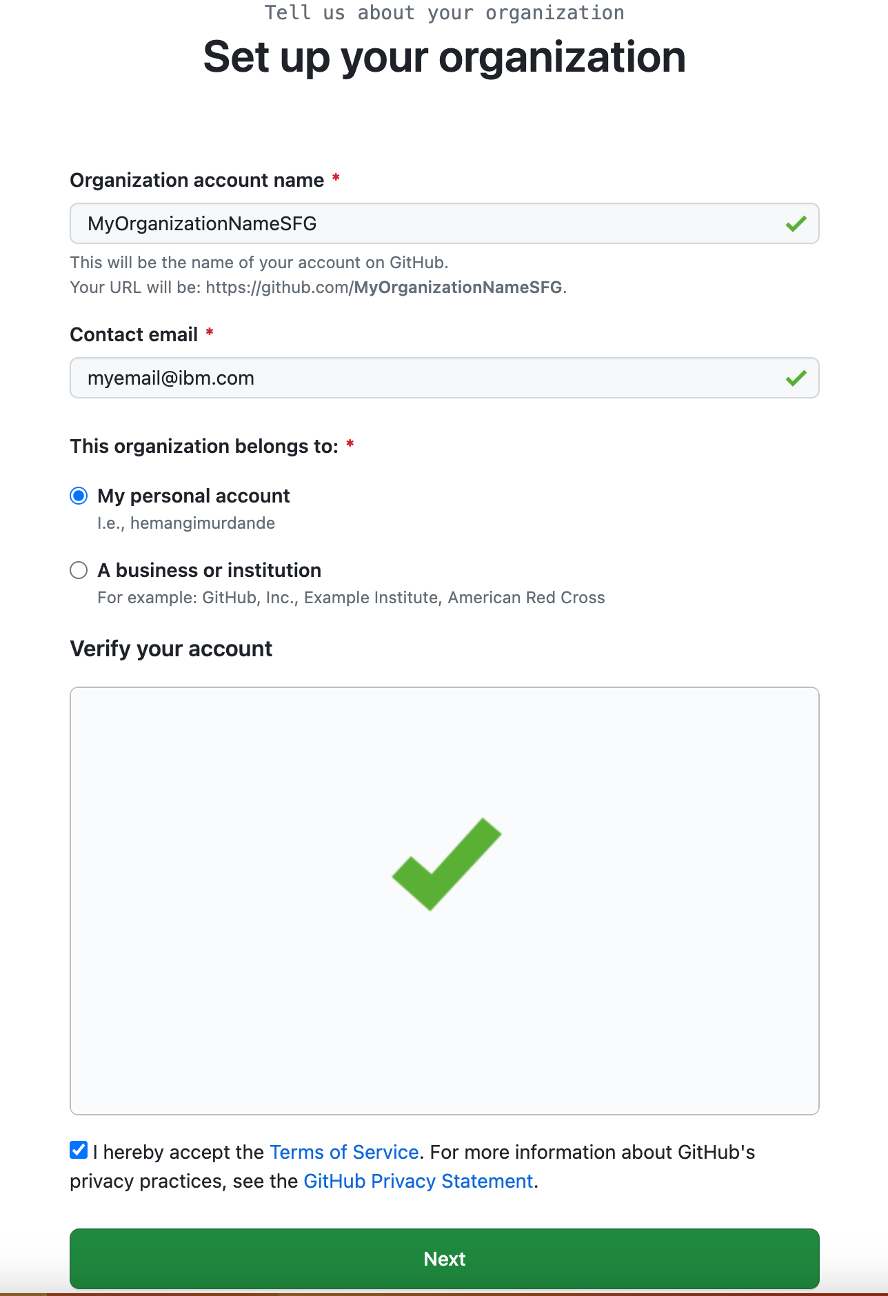 Tell us about your organization
Set up your organization
Organization account name *
MyOrganizationNameSFG
This will be the name of your account on GitHub.
Your URL will be: https://github.com/MyOrganizationNameSFG.
Contact email *
myemail@ibm.com
This organization belongs to: *
My personal account
I.e., hemangimurdande
A business or institution
For example: GitHub, Inc., Example Institute, American Red Cross
Verify your account
I hereby accept the Terms of Service. For more information about GitHub's
privacy practices, see the GitHub Privacy Statement.
Next